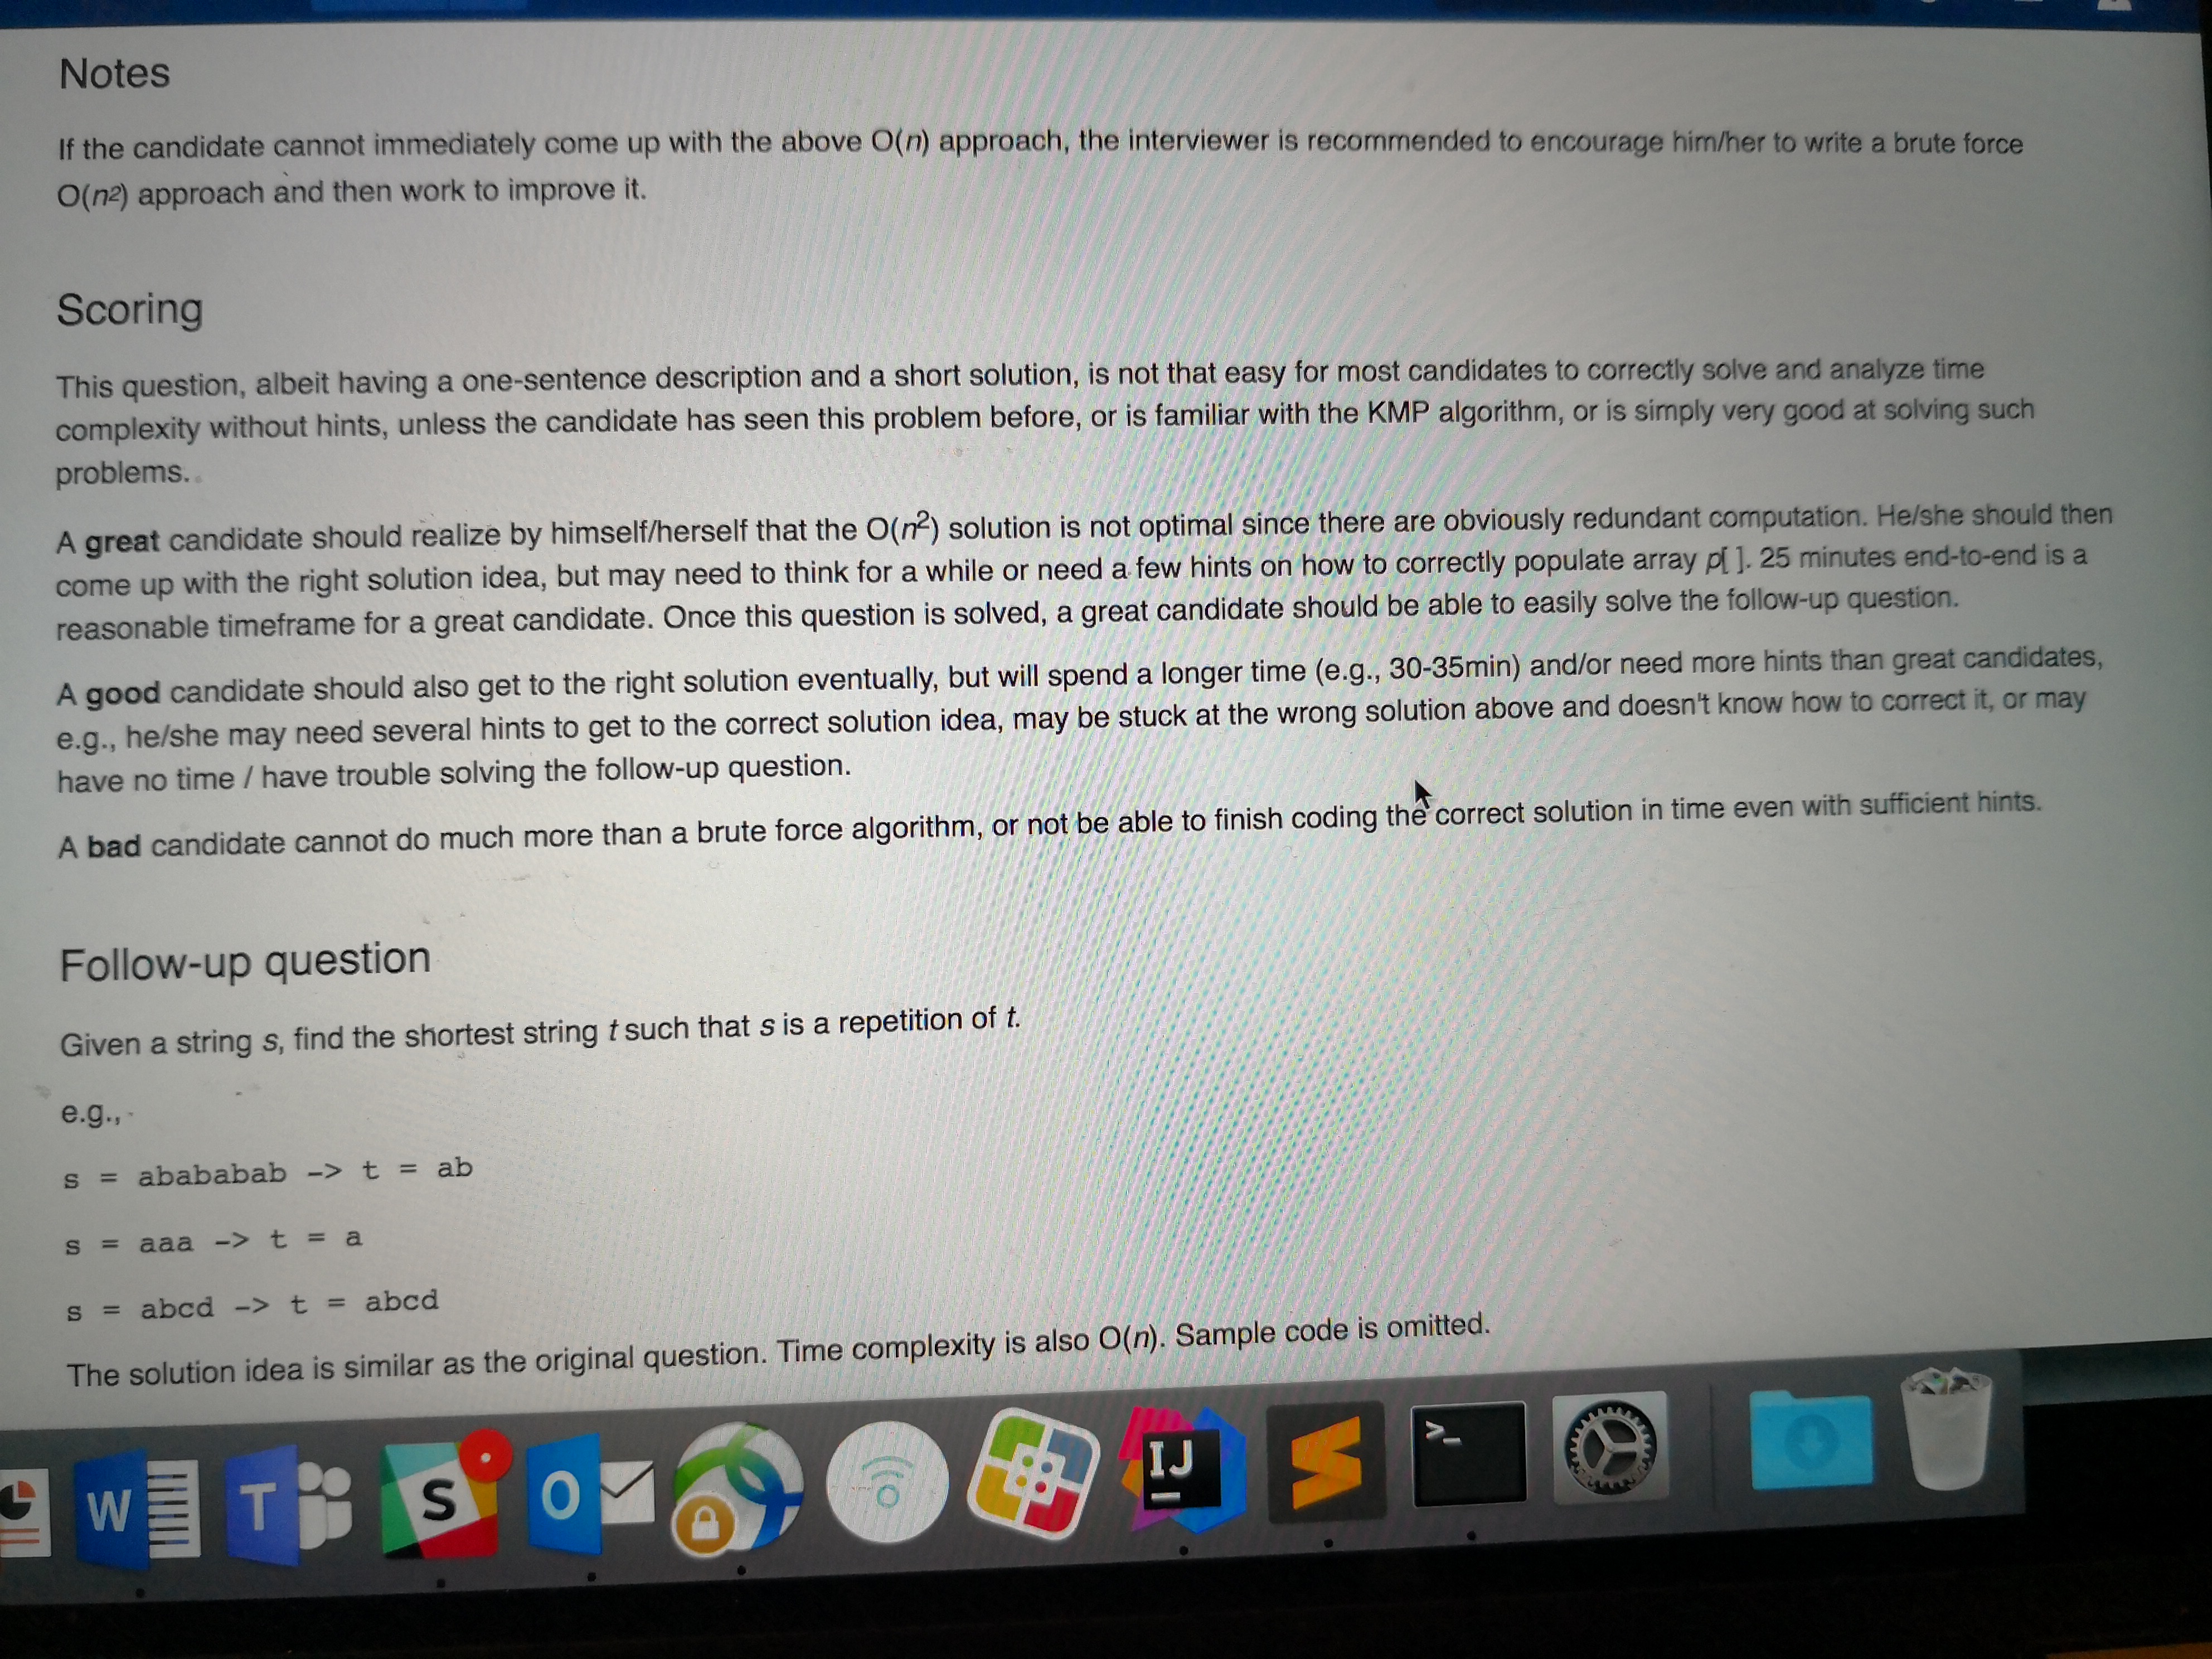 Notes
If the candidate cannot immediately come up with the above O(n) approach, the interviewer is recommended to encourage him/her to write a brute force
O(n²) approach and then work to improve it.
Scoring
This question, albeit having a one-sentence description and a short solution, is not that easy for most candidates to correctly solve and analyze time
complexity without hints, unless the candidate has seen this problem before, or is familiar with the KMP algorithm, or is simply very good at solving such
problems.
A great candidate should realize by himself/herself that the O(n²) solution is not optimal since there are obviously redundant computation. He/she should then
come up with the right solution idea, but may need to think for a while or need a few hints on how to correctly populate array p[ ]. 25 minutes end-to-end is a
reasonable timeframe for a great candidate. Once this question is solved, a great candidate should be able to easily solve the follow-up question.
A good candidate should also get to the right solution eventually, but will spend a longer time (e.g., 30-35min) and/or need more hints than great candidates,
e.g., he/she may need several hints to get to the correct solution idea, may be stuck at the wrong solution above and doesn't know how to correct it, or may
have no time / have trouble solving the follow-up question.
A bad candidate cannot do much more than a brute force algorithm, or not be able to finish coding the correct solution in time even with sufficient hints.
Follow-up question
Given a string s, find the shortest string t such that s is a repetition of t.
e.g.,
s = abababab -> t = ab
s = aaa -> t = a
s = abcd -> t = abcd
The solution idea is similar as the original question. Time complexity is also O(n). Sample code is omitted.
W
T
S
O
IJ
>_